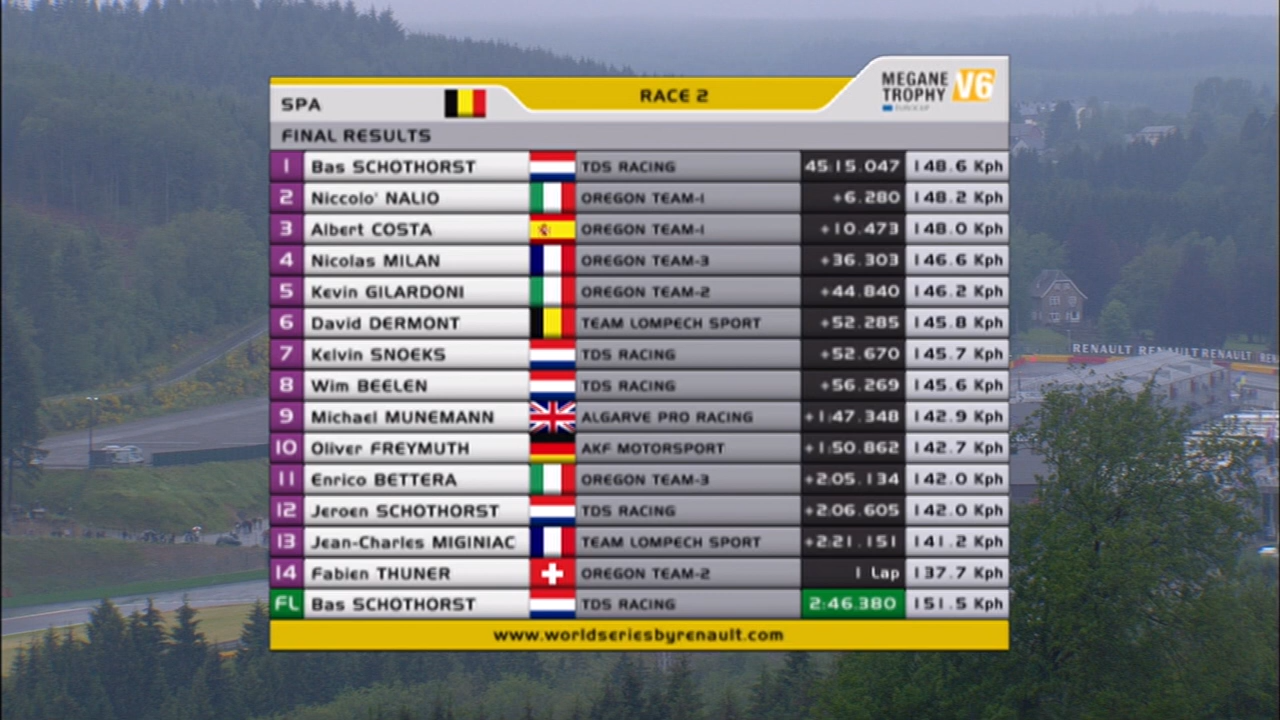 MEGANE TROPHY V6
EUROCUP
SPA
RACE 2
FINAL RESULTS
1 Bas SCHOTHORST TDS RACING 45:15.047 148.6 Kph
2 Niccolo' NALIO OREGON TEAM-1 +6.280 148.2 Kph
3 Albert COSTA OREGON TEAM-1 +10.473 148.0 Kph
4 Nicolas MILAN OREGON TEAM-3 +36.303 146.6 Kph
5 Kevin GILARDONI OREGON TEAM-2 +44.840 146.2 Kph
6 David DERMONT TEAM LOMPECH SPORT +52.285 145.8 Kph
7 Kelvin SNOEKS TDS RACING +52.670 145.7 Kph
8 Wim BEELEN TDS RACING +56.269 145.6 Kph
9 Michael MUNEMANN ALGARVE PRO RACING +1:47.348 142.9 Kph
10 Oliver FREYMUTH AKF MOTORSPORT +1:50.862 142.7 Kph
11 Enrico BETTERA OREGON TEAM-3 +2:05.134 142.0 Kph
12 Jeroen SCHOTHORST TDS RACING +2:06.605 142.0 Kph
13 Jean-Charles MIGINIAC TEAM LOMPECH SPORT +2:21.151 141.2 Kph
14 Fabien THUNER OREGON TEAM-2 1 Lap 137.7 Kph
FL Bas SCHOTHORST TDS RACING 2:46.380 151.5 Kph
www.worldseriesbyrenault.com
RENAULT RENAULT RENAULT